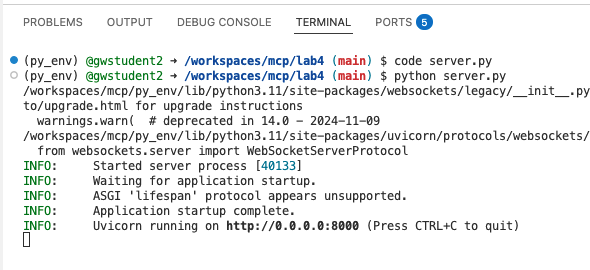 PROBLEMS OUTPUT DEBUG CONSOLE TERMINAL PORTS 5
(py_env) @gwstudent2 → /workspaces/mcp/lab4 (main) $ code server.py
(py_env) @gwstudent2 → /workspaces/mcp/lab4 (main) $ python server.py
/workspaces/mcp/py_env/lib/python3.11/site-packages/websockets/legacy/__init__.py
to/upgrade.html for upgrade instructions
  warnings.warn(  # deprecated in 14.0 - 2024-11-09
/workspaces/mcp/py_env/lib/python3.11/site-packages/uvicorn/protocols/websockets/
  from websockets.server import WebSocketServerProtocol
INFO:     Started server process [40133]
INFO:     Waiting for application startup.
INFO:     ASGI 'lifespan' protocol appears unsupported.
INFO:     Application startup complete.
INFO:     Uvicorn running on http://0.0.0.0:8000 (Press CTRL+C to quit)